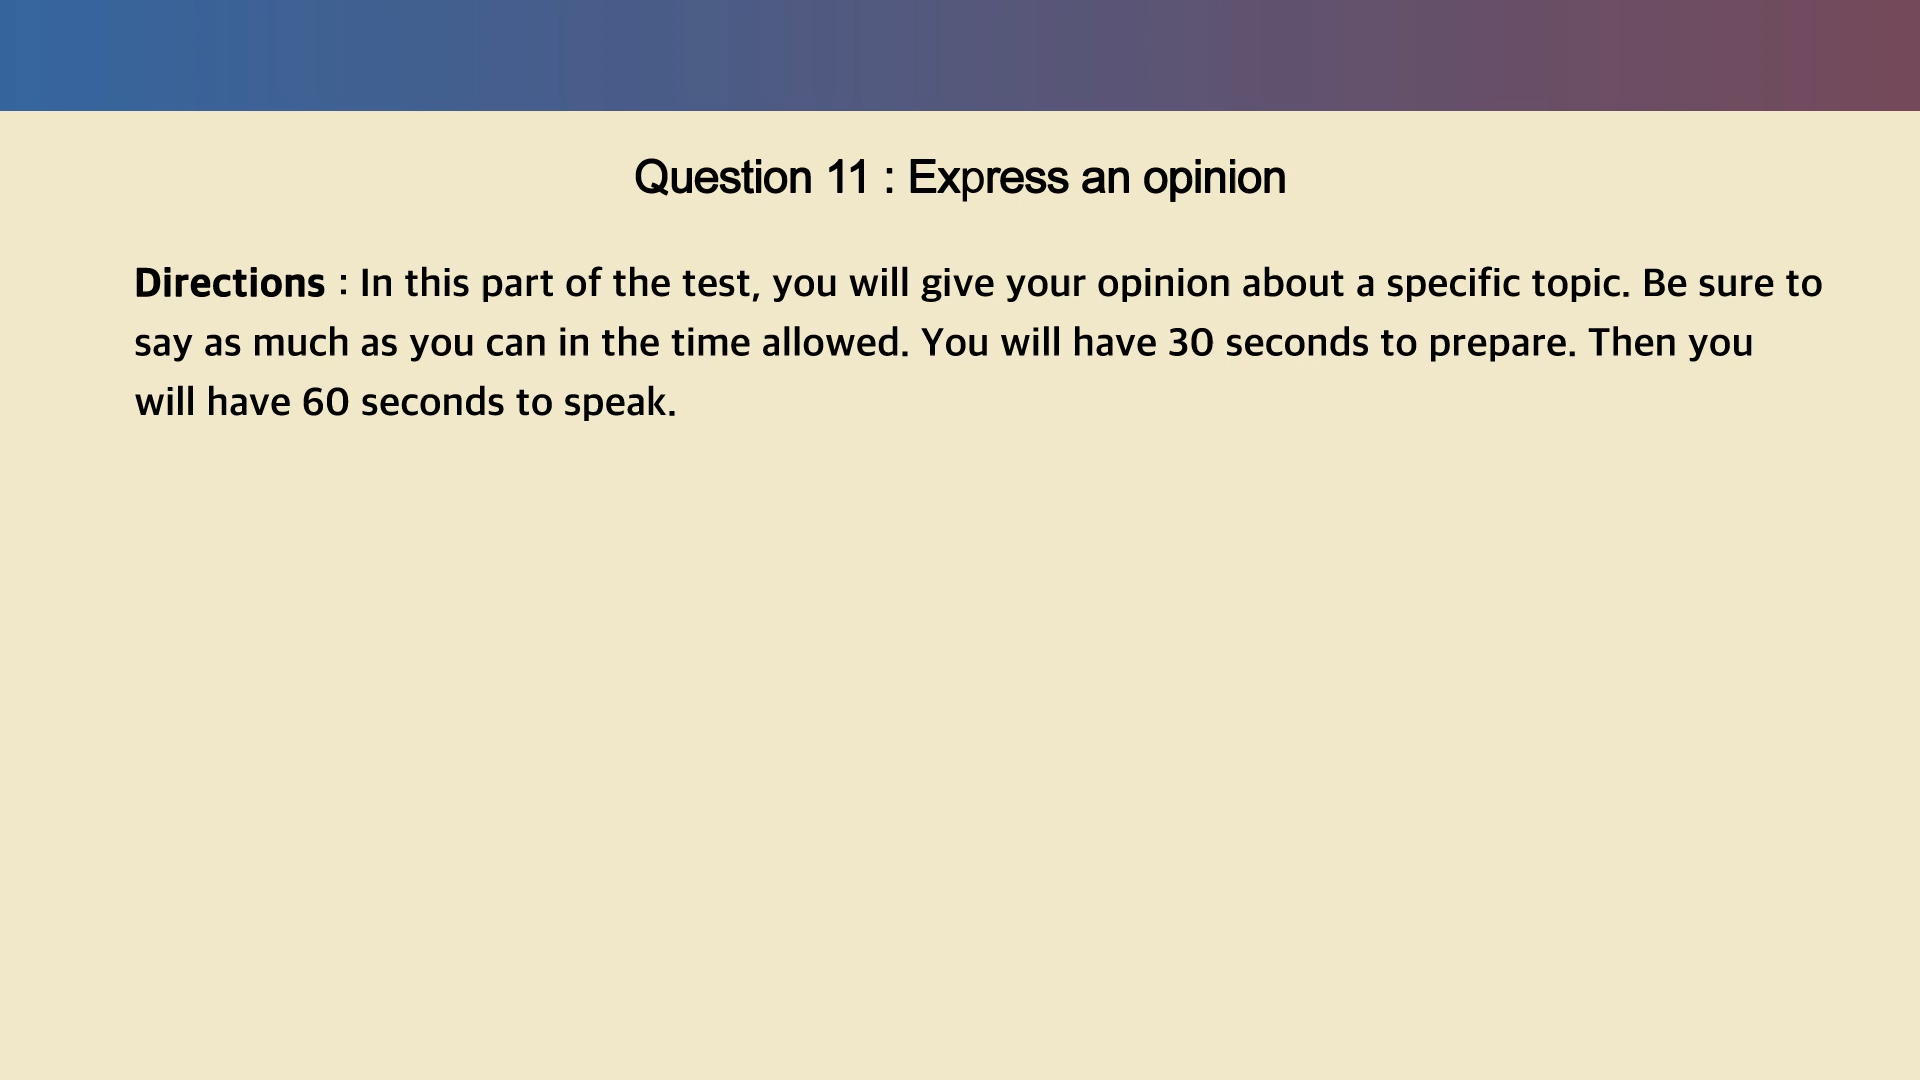 Question 11 : Express an opinion
Directions : In this part of the test, you will give your opinion about a specific topic. Be sure to
say as much as you can in the time allowed. You will have 30 seconds to prepare. Then you
will have 60 seconds to speak.